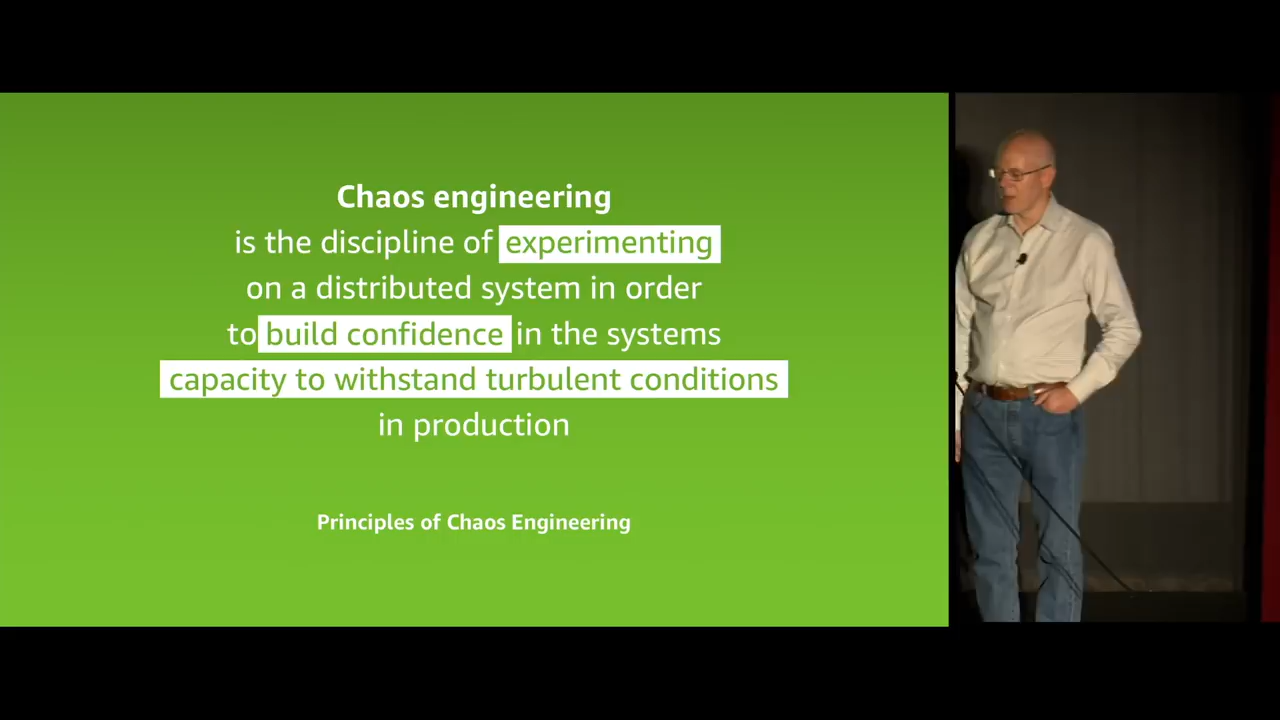 Chaos engineering
is the discipline of experimenting
on a distributed system in order
to build confidence in the systems
capacity to withstand turbulent conditions
in production
Principles of Chaos Engineering